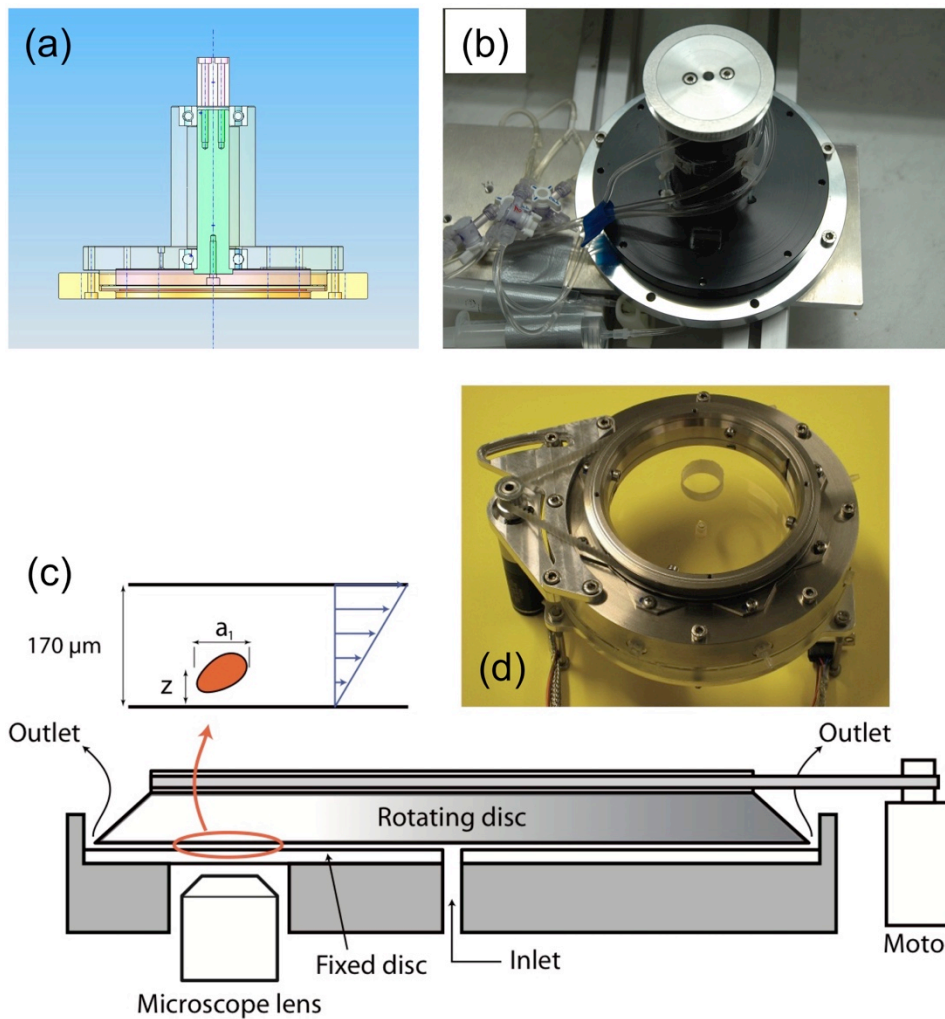 (a)
(b)
(c)
(d)
170 µm
a1
z
Outlet
Outlet
Rotating disc
Fixed disc
Inlet
Microscope lens
Moto